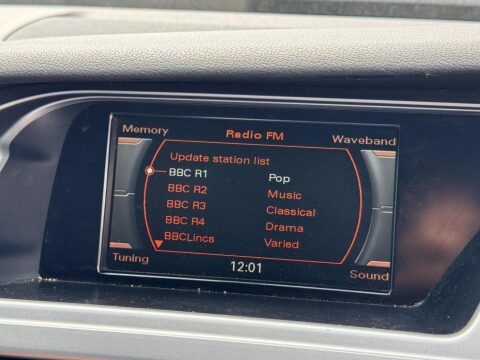 Memory
Radio FM
Waveband
Update station list
BBC R1 Pop
BBC R2 Music
BBC R3 Classical
BBC R4 Drama
BBCLincs Varied
Tuning
12:01
Sound